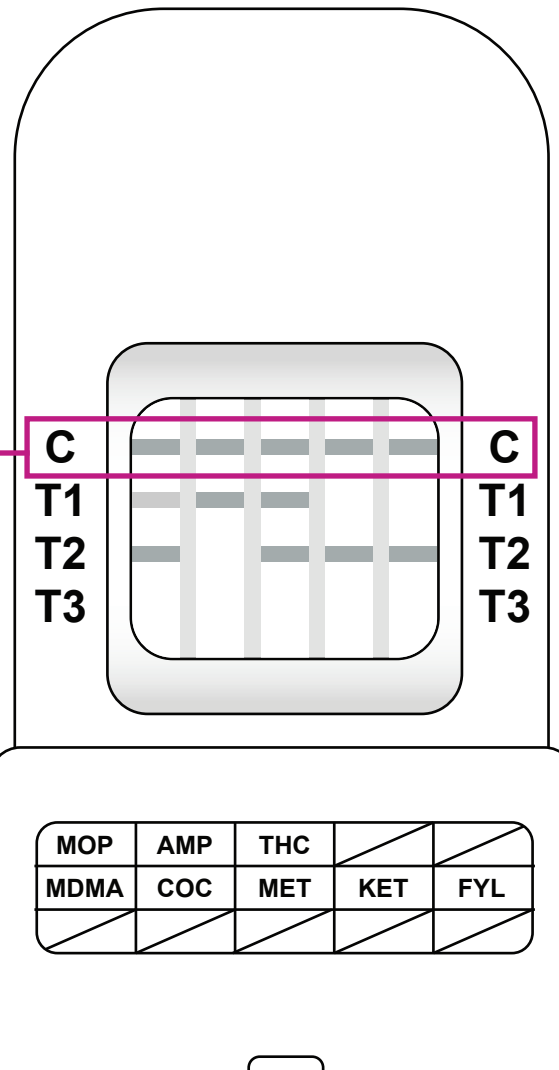 C C
T1 T1
T2 T2
T3 T3
MOP AMP THC
MDMA COC MET KET FYL